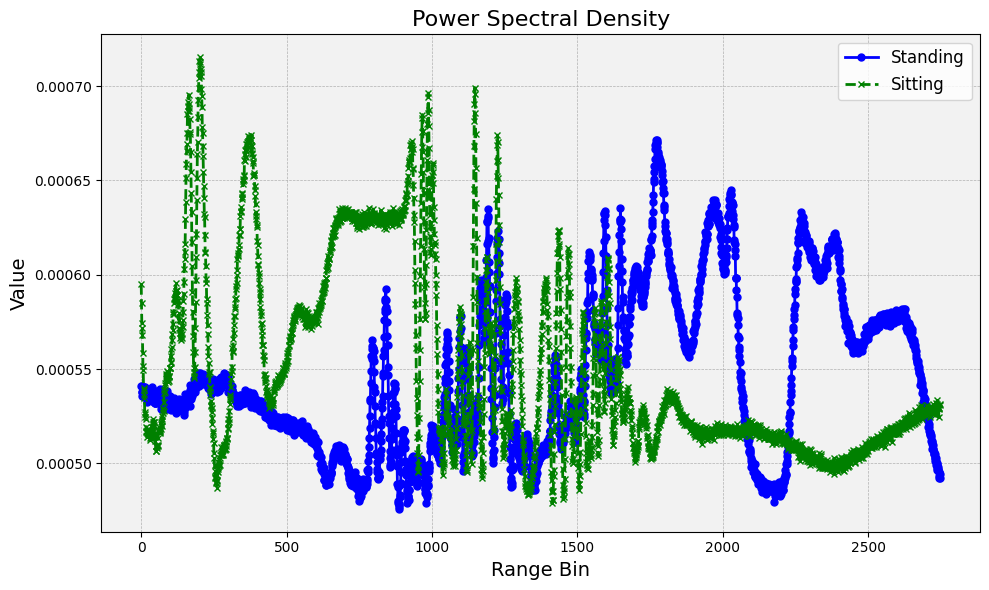 Power Spectral Density
Standing
Sitting
Value
0.00070
0.00065
0.00060
0.00055
0.00050
0
500
1000
1500
2000
2500
Range Bin